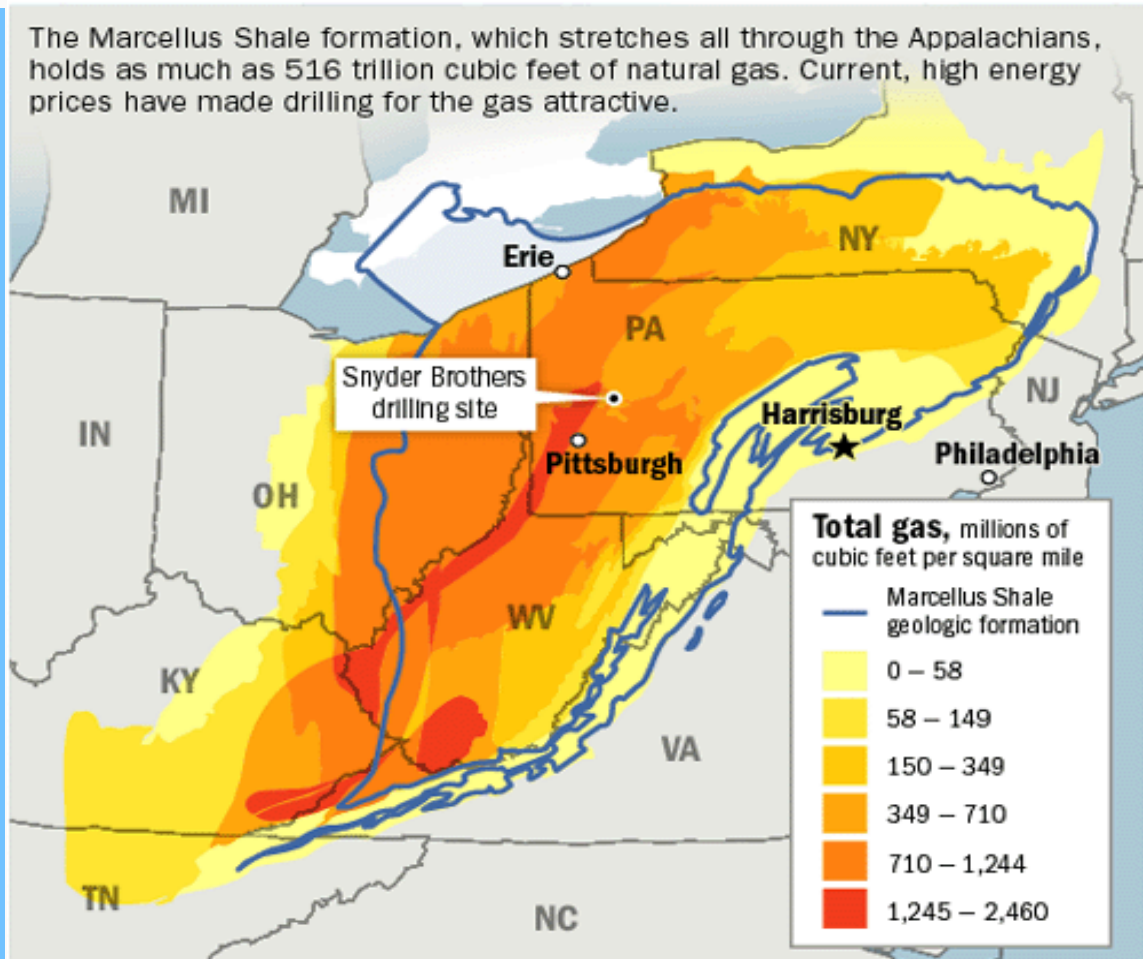 The Marcellus Shale formation, which stretches all through the Appalachians,
holds as much as 516 trillion cubic feet of natural gas. Current, high energy
prices have made drilling for the gas attractive.
MI
Erie
NY
PA
Snyder Brothers
drilling site
IN
NJ
Harrisburg
Pittsburgh
Philadelphia
OH
WV
KY
VA
TN
NC
Total gas, millions of
cubic feet per square mile
Marcellus Shale
geologic formation
0 – 58
58 – 149
150 – 349
349 – 710
710 – 1,244
1,245 – 2,460